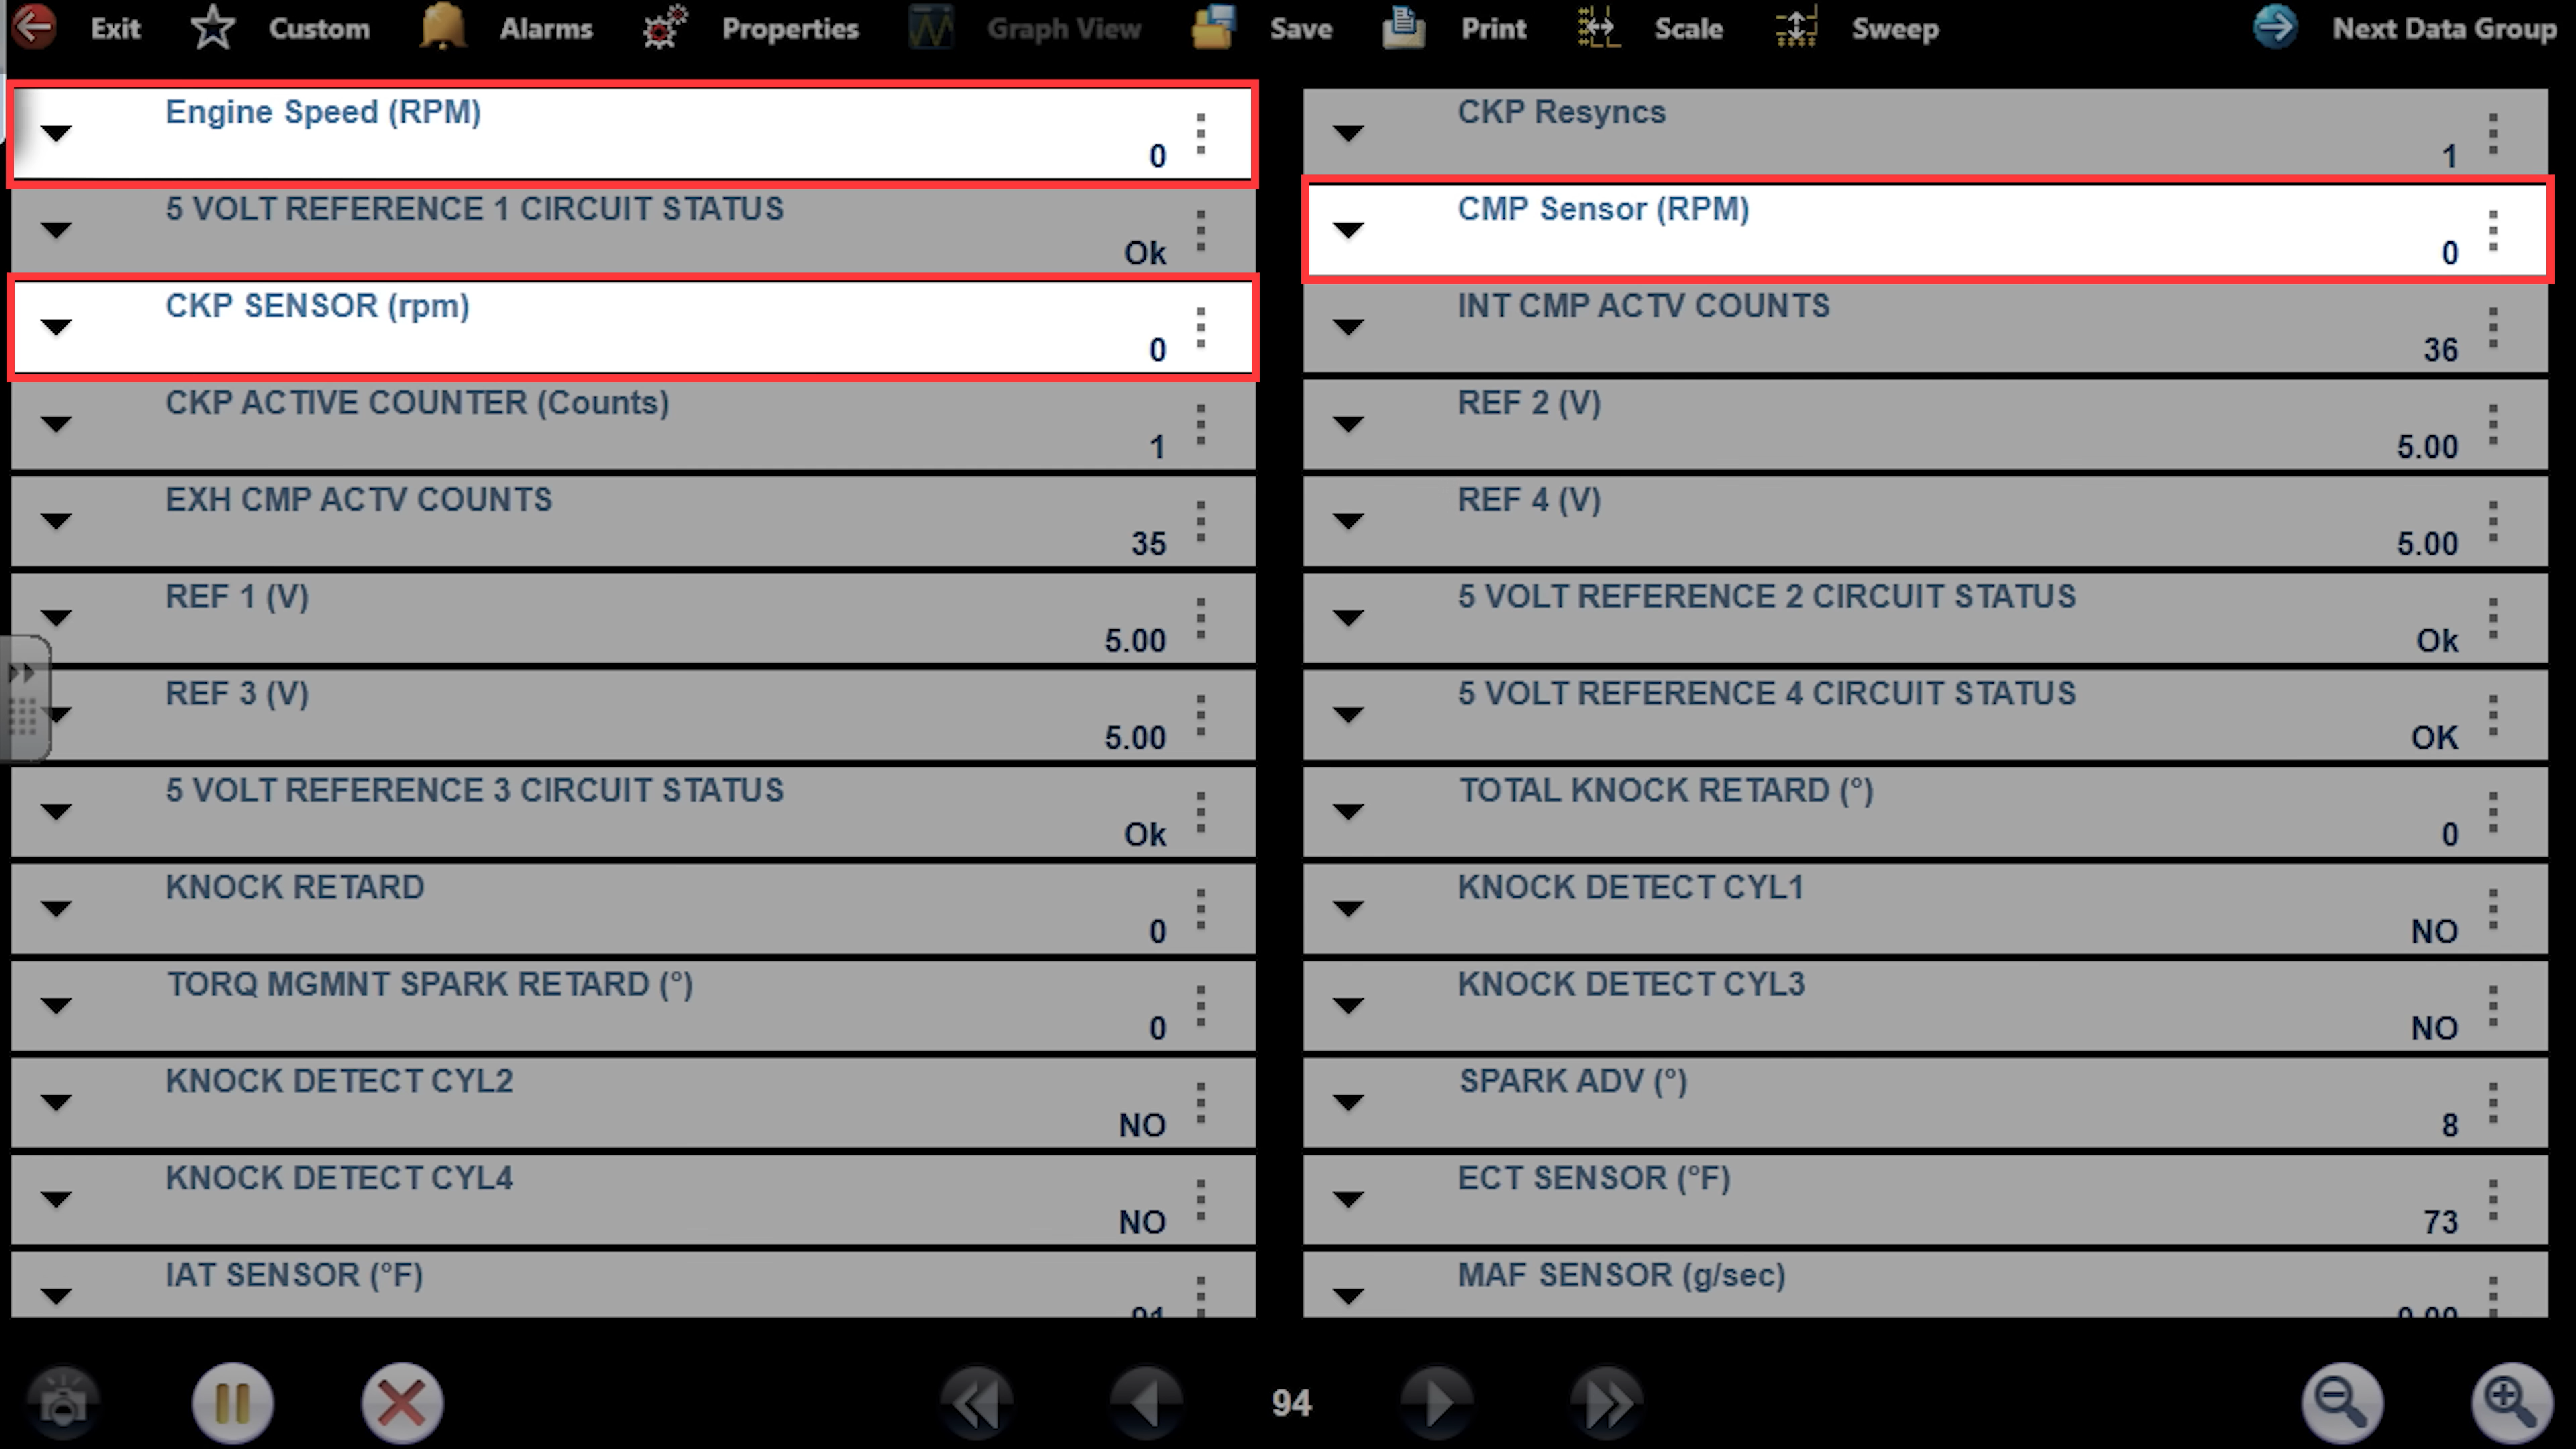 Exit Custom Alarms Properties Graph View Save Print Scale Sweep Next Data Group
Engine Speed (RPM)
0
CKP Resyncs
1
5 VOLT REFERENCE 1 CIRCUIT STATUS
Ok
CMP Sensor (RPM)
0
CKP SENSOR (rpm)
0
INT CMP ACTV COUNTS
36
CKP ACTIVE COUNTER (Counts)
1
REF 2 (V)
5.00
EXH CMP ACTV COUNTS
35
REF 4 (V)
5.00
REF 1 (V)
5.00
5 VOLT REFERENCE 2 CIRCUIT STATUS
Ok
REF 3 (V)
5.00
5 VOLT REFERENCE 4 CIRCUIT STATUS
OK
5 VOLT REFERENCE 3 CIRCUIT STATUS
Ok
TOTAL KNOCK RETARD (°)
0
KNOCK RETARD
0
KNOCK DETECT CYL1
NO
TORQ MGMNT SPARK RETARD (°)
0
KNOCK DETECT CYL3
NO
KNOCK DETECT CYL2
NO
SPARK ADV (°)
8
KNOCK DETECT CYL4
NO
ECT SENSOR (°F)
73
IAT SENSOR (°F)
MAF SENSOR (g/sec)
94